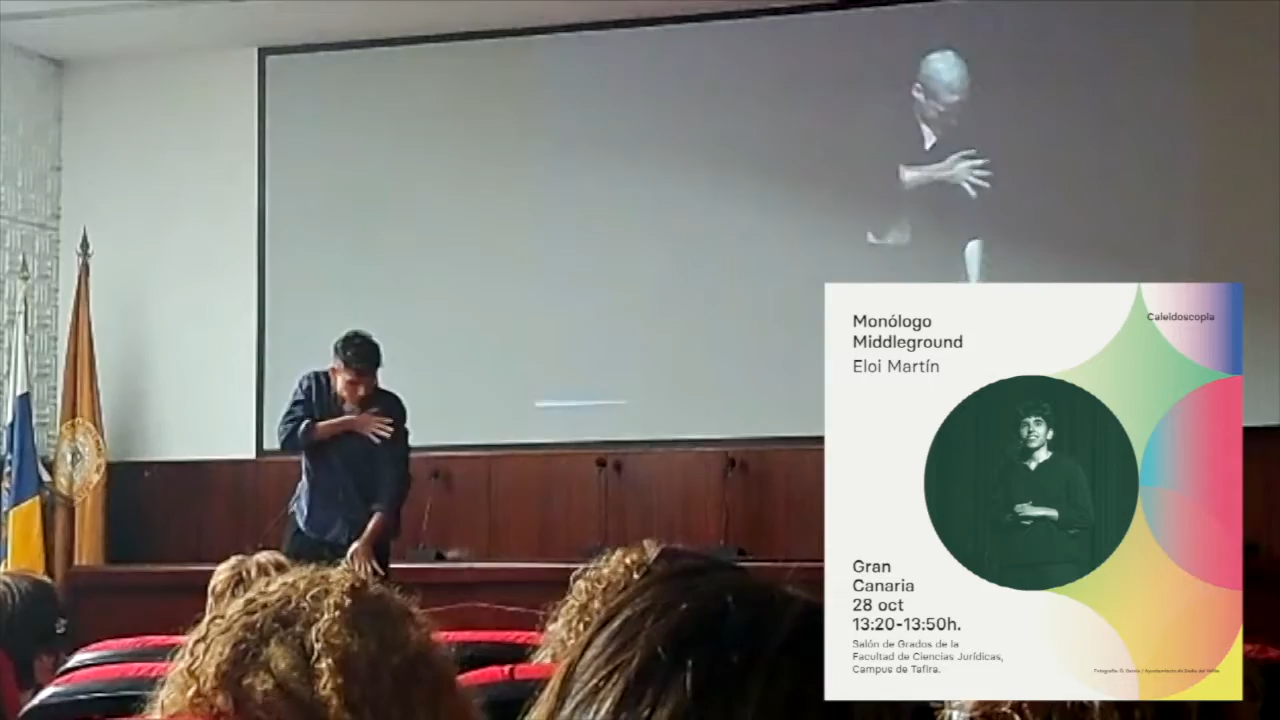 Monólogo
Middleground
Eloi Martín
Caleidoscopia
Gran
Canaria
28 oct
13:20-13:50h.
Salón de Grados de la
Facultad de Ciencias Jurídicas,
Campus de Tafira.